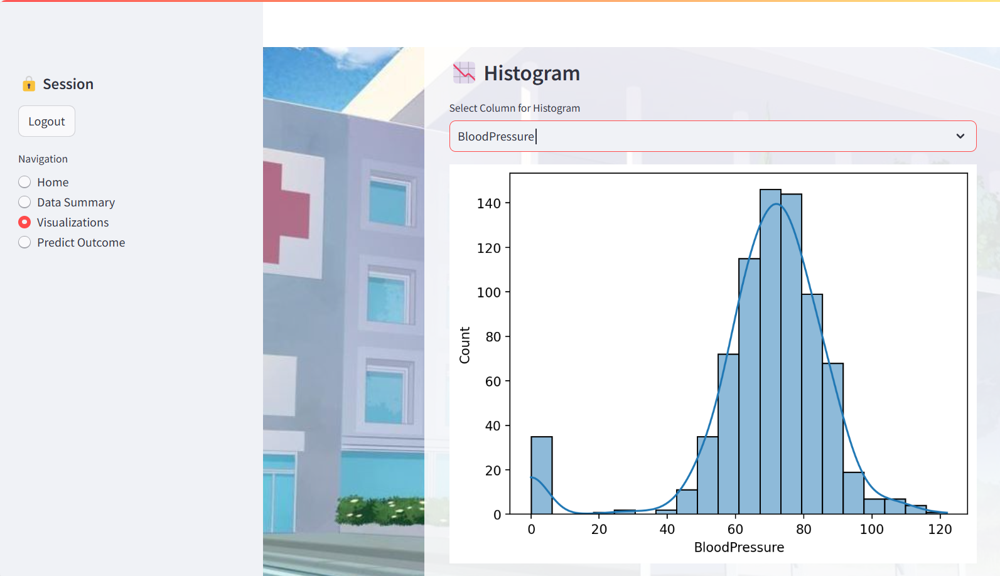 Session
Logout
Navigation
Home
Data Summary
Visualizations
Predict Outcome
Histogram
Select Column for Histogram
BloodPressure
140
120
100
80
60
40
20
0
Count
0 20 40 60 80 100 120
BloodPressure